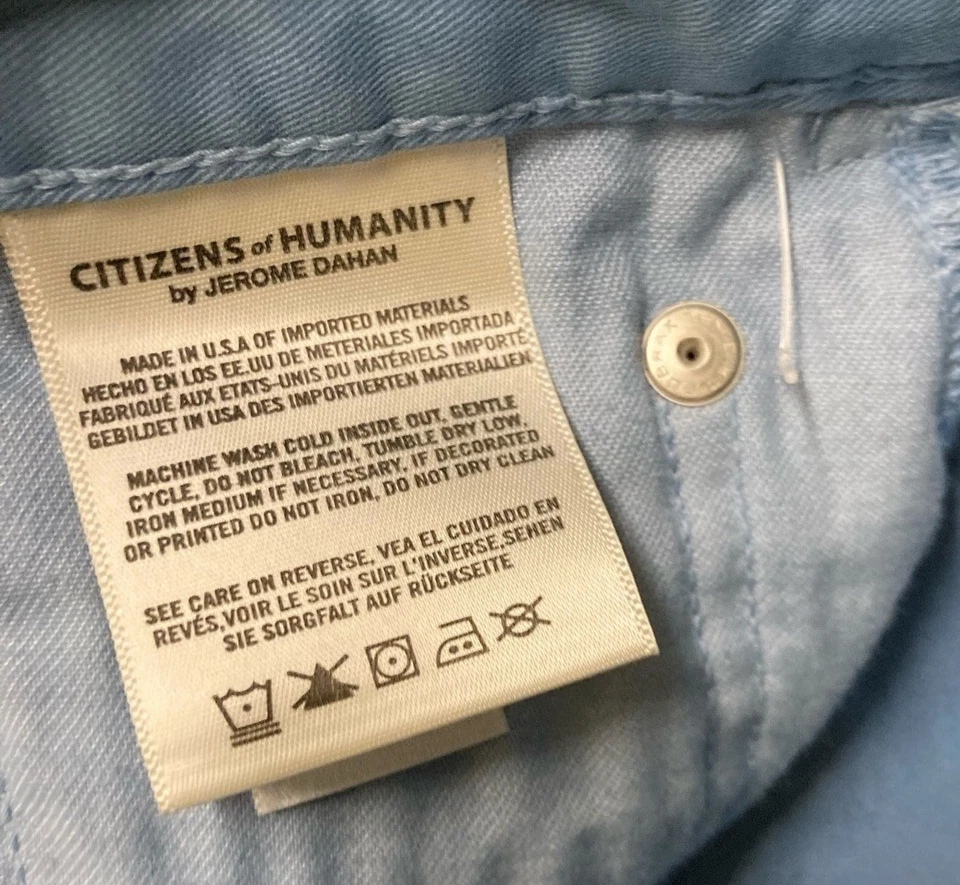 CITIZENS of HUMANITY
by JEROME DAHAN
MADE IN U.S.A OF IMPORTED MATERIALS
HECHO EN LOS EE.UU DE METERIALES IMPORTADA
FABRIQUÉ AUX ETATS-UNIS DU MATÉRIELS IMPORTÉ
GEBILDET IN USA DES IMPORTIERTEN MATERIALIEN
MACHINE WASH COLD INSIDE OUT, GENTLE
CYCLE, DO NOT BLEACH, TUMBLE DRY LOW,
IRON MEDIUM IF NECESSARY, IF DECORATED
OR PRINTED DO NOT IRON, DO NOT DRY CLEAN
SEE CARE ON REVERSE, VEA EL CUIDADO EN
REVÉS,VOIR LE SOIN SUR L'INVERSE,SEHEN
SIE SORGFALT AUF RÜCKSEITE